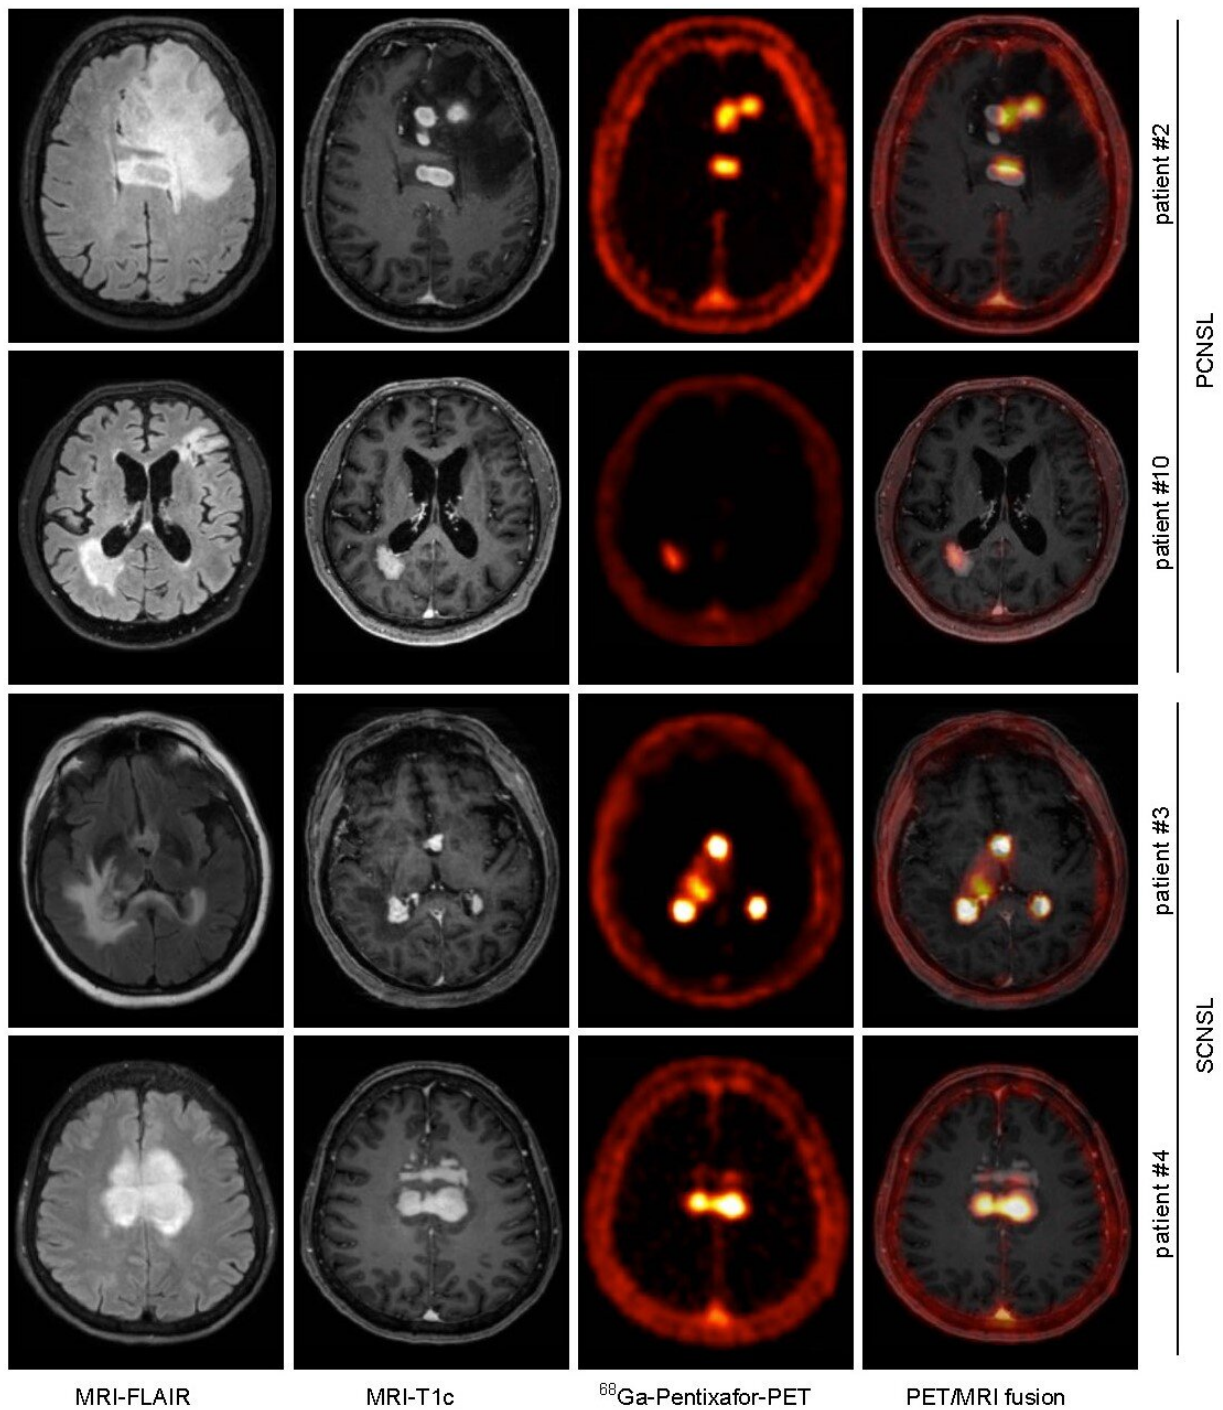 patient #2
PCNSL
patient #10
patient #3
SCNSL
patient #4
MRI-FLAIR
MRI-T1c
⁶⁸Ga-Pentixafor-PET
PET/MRI fusion